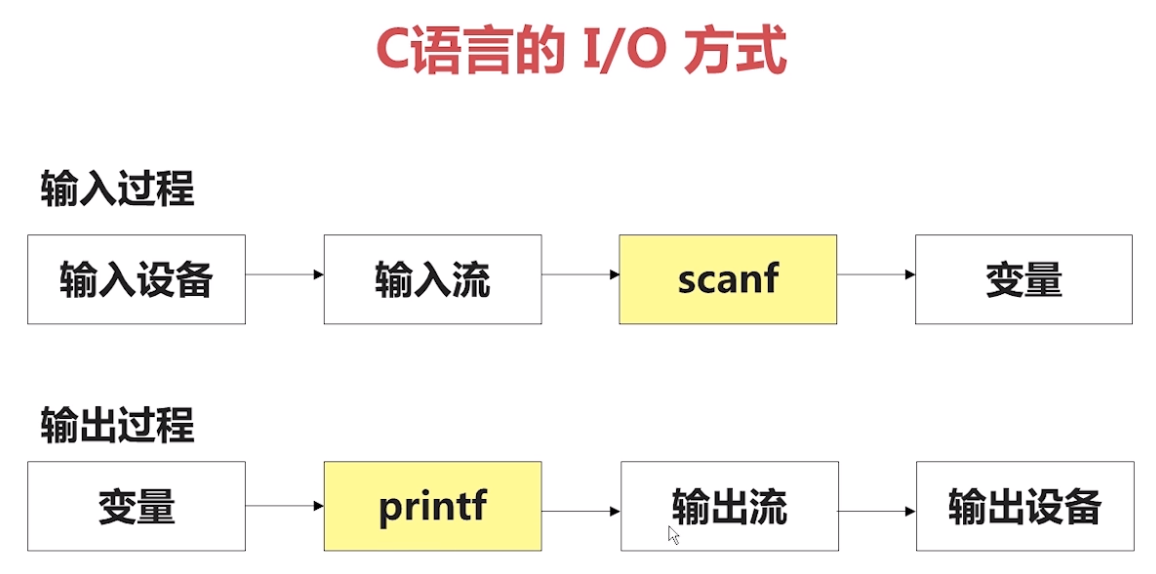 C语言的 I/O 方式
输入过程
输入设备
输入流
scanf
变量
输出过程
变量
printf
输出流
输出设备